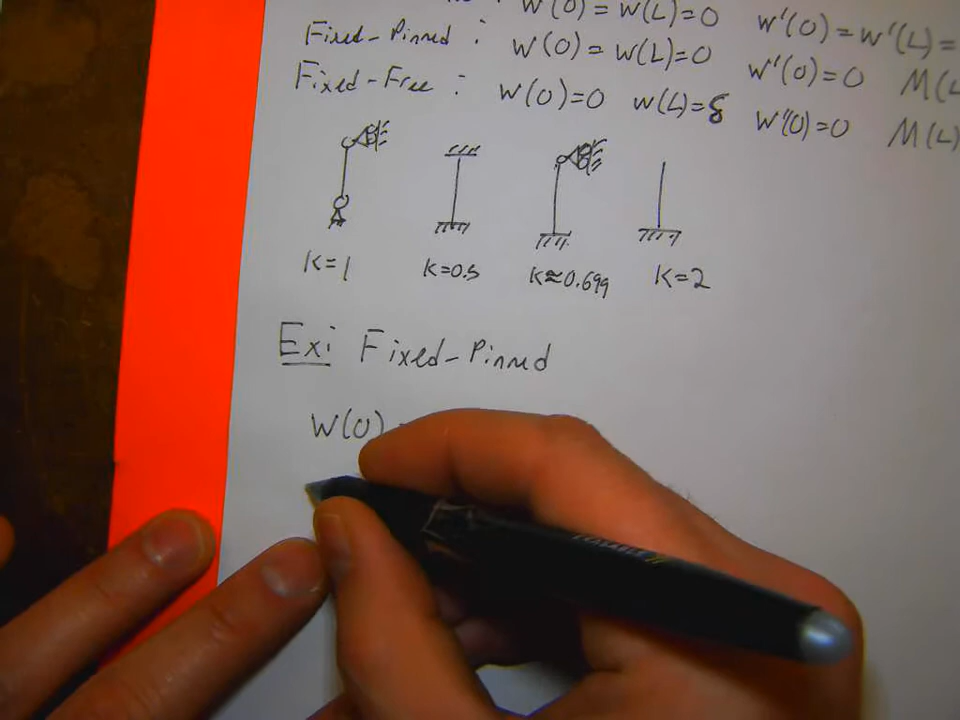 : W(0) = W(L) = 0 W'(0) = W'(L) =
Fixed-Pinned : W(0) = W(L) = 0 W'(0) = 0 M(L
Fixed-Free : W(0) = 0 W(L) = δ W'(0) = 0 M(L)
K=1 K=0.5 K≈0.699 K=2
Ex: Fixed-Pinned
W(0)